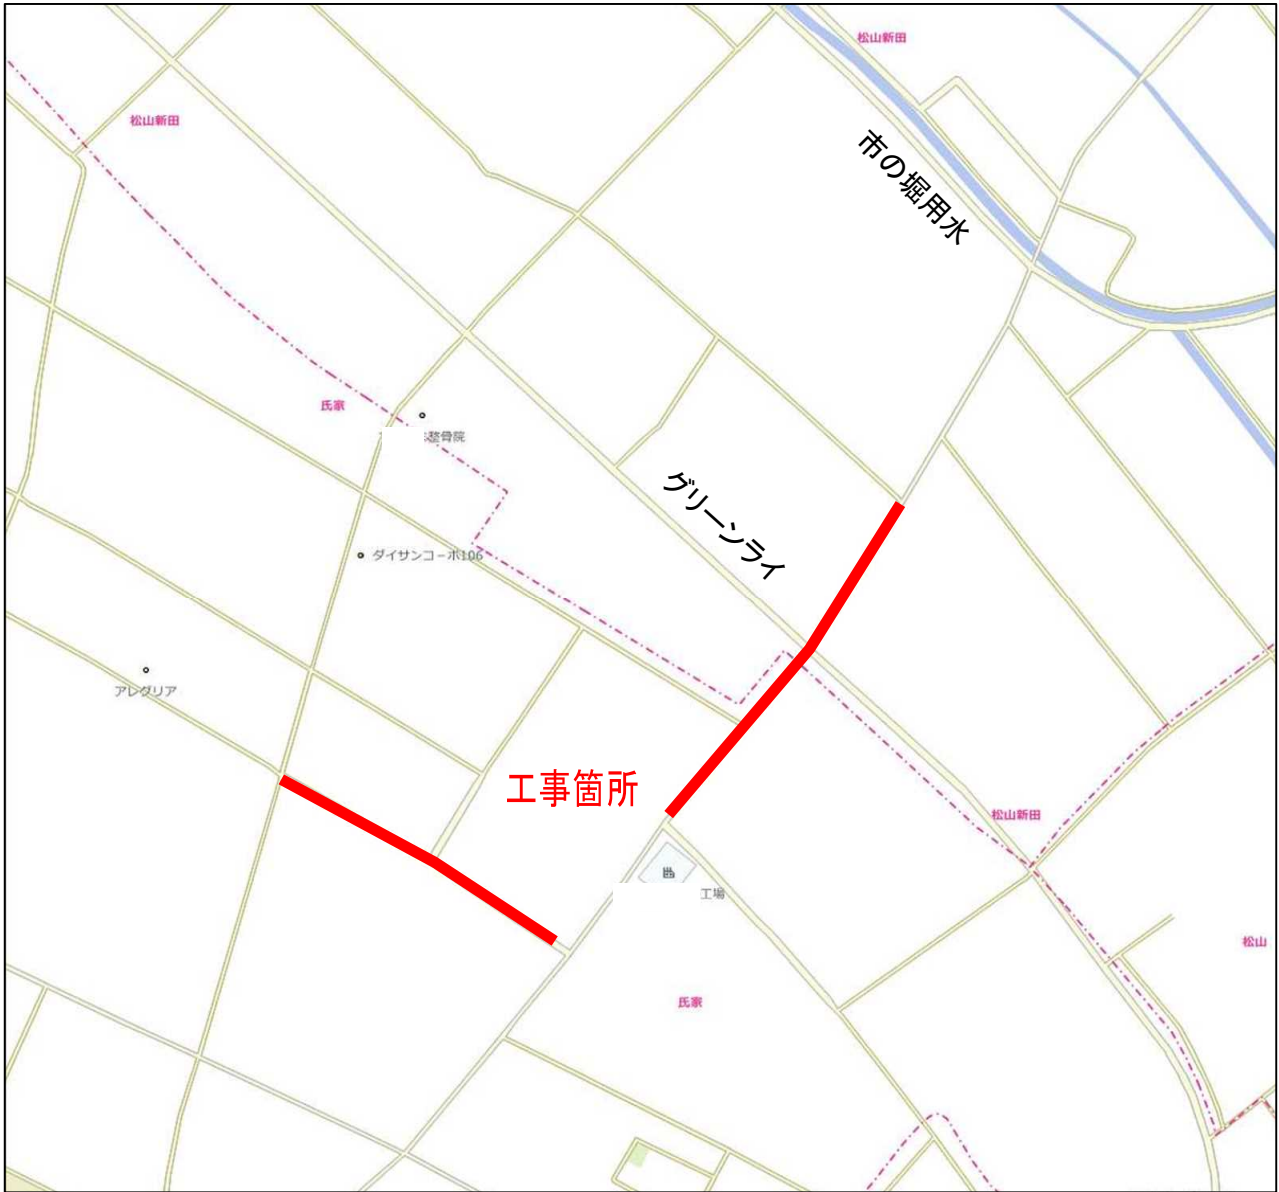 松山新田
松山新田
市の堀用水
氏家
整骨院
グリーンライ
ダイサンコーポ106
アレグリア
工事箇所
松山新田
工場
松山
氏家